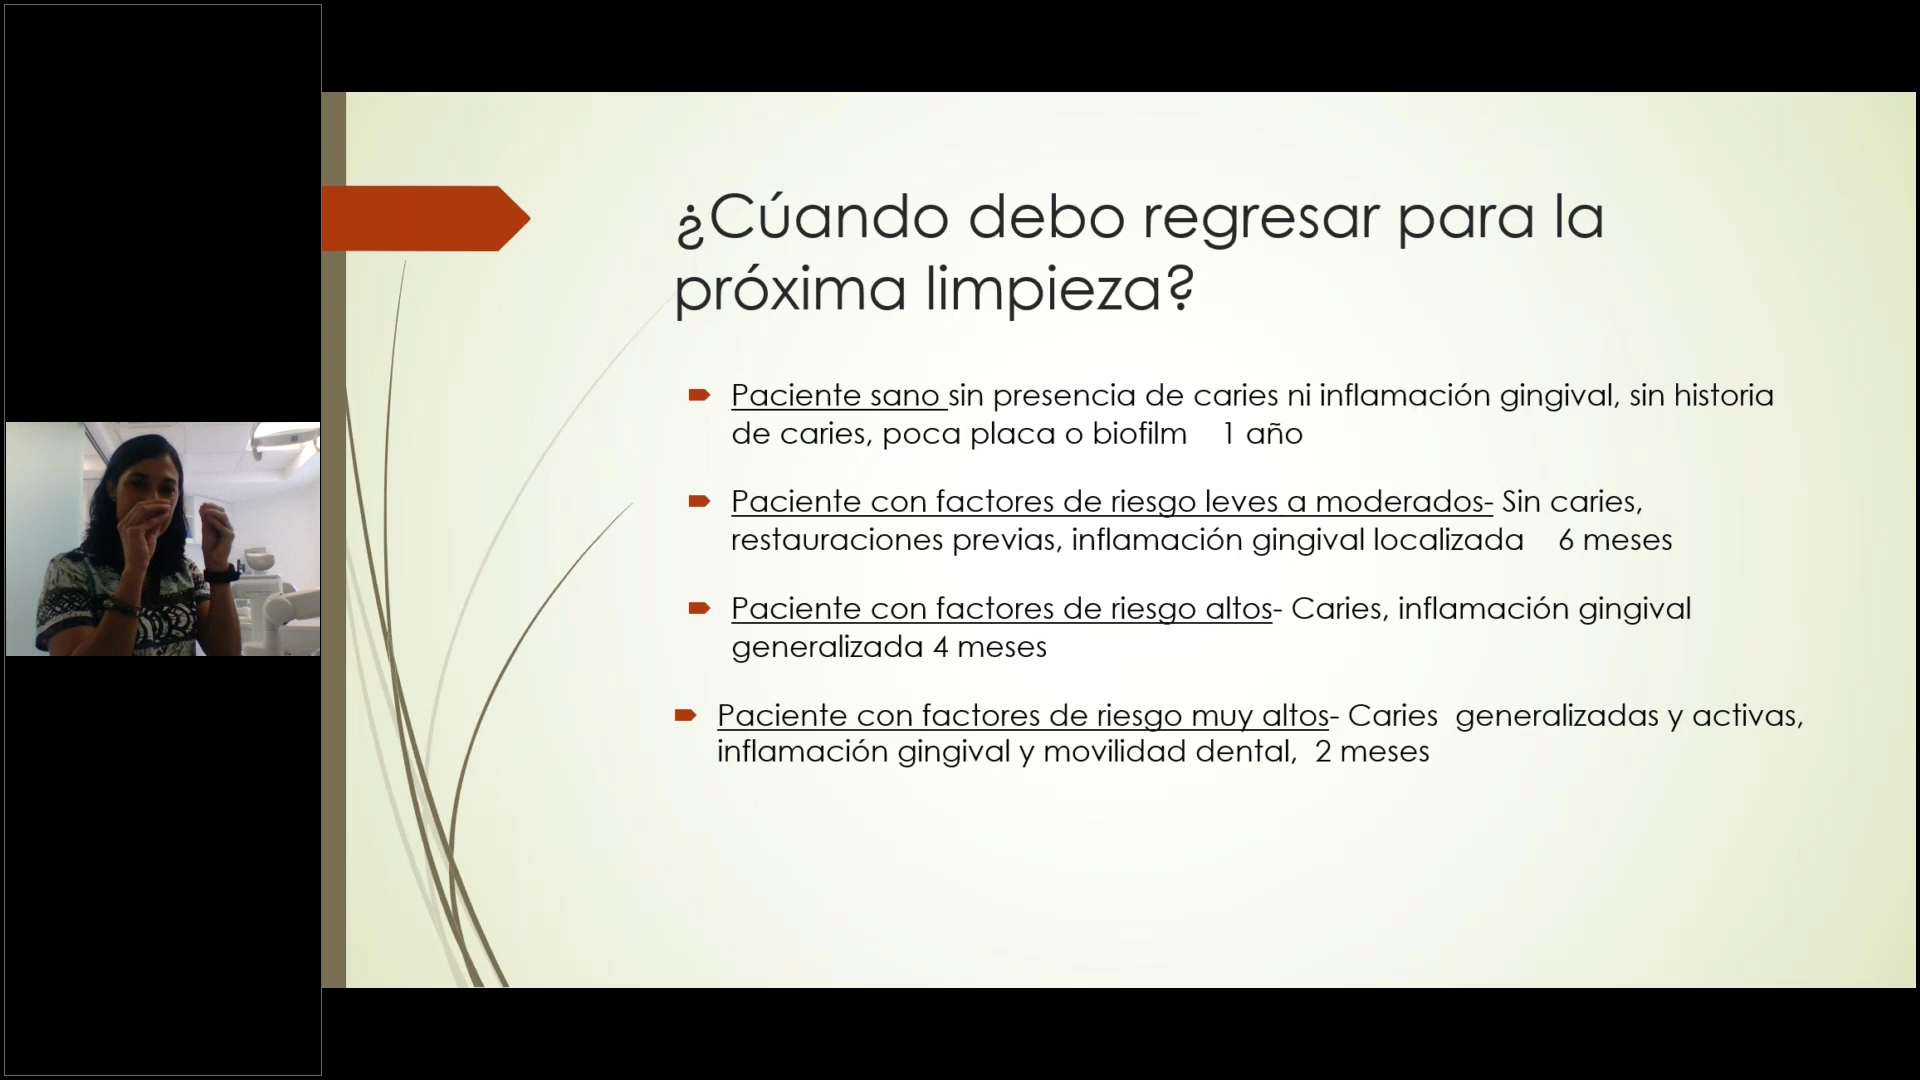 ¿Cúando debo regresar para la
próxima limpieza?
Paciente sano sin presencia de caries ni inflamación gingival, sin historia
de caries, poca placa o biofilm 1 año
Paciente con factores de riesgo leves a moderados- Sin caries,
restauraciones previas, inflamación gingival localizada 6 meses
Paciente con factores de riesgo altos- Caries, inflamación gingival
generalizada 4 meses
Paciente con factores de riesgo muy altos- Caries generalizadas y activas,
inflamación gingival y movilidad dental, 2 meses